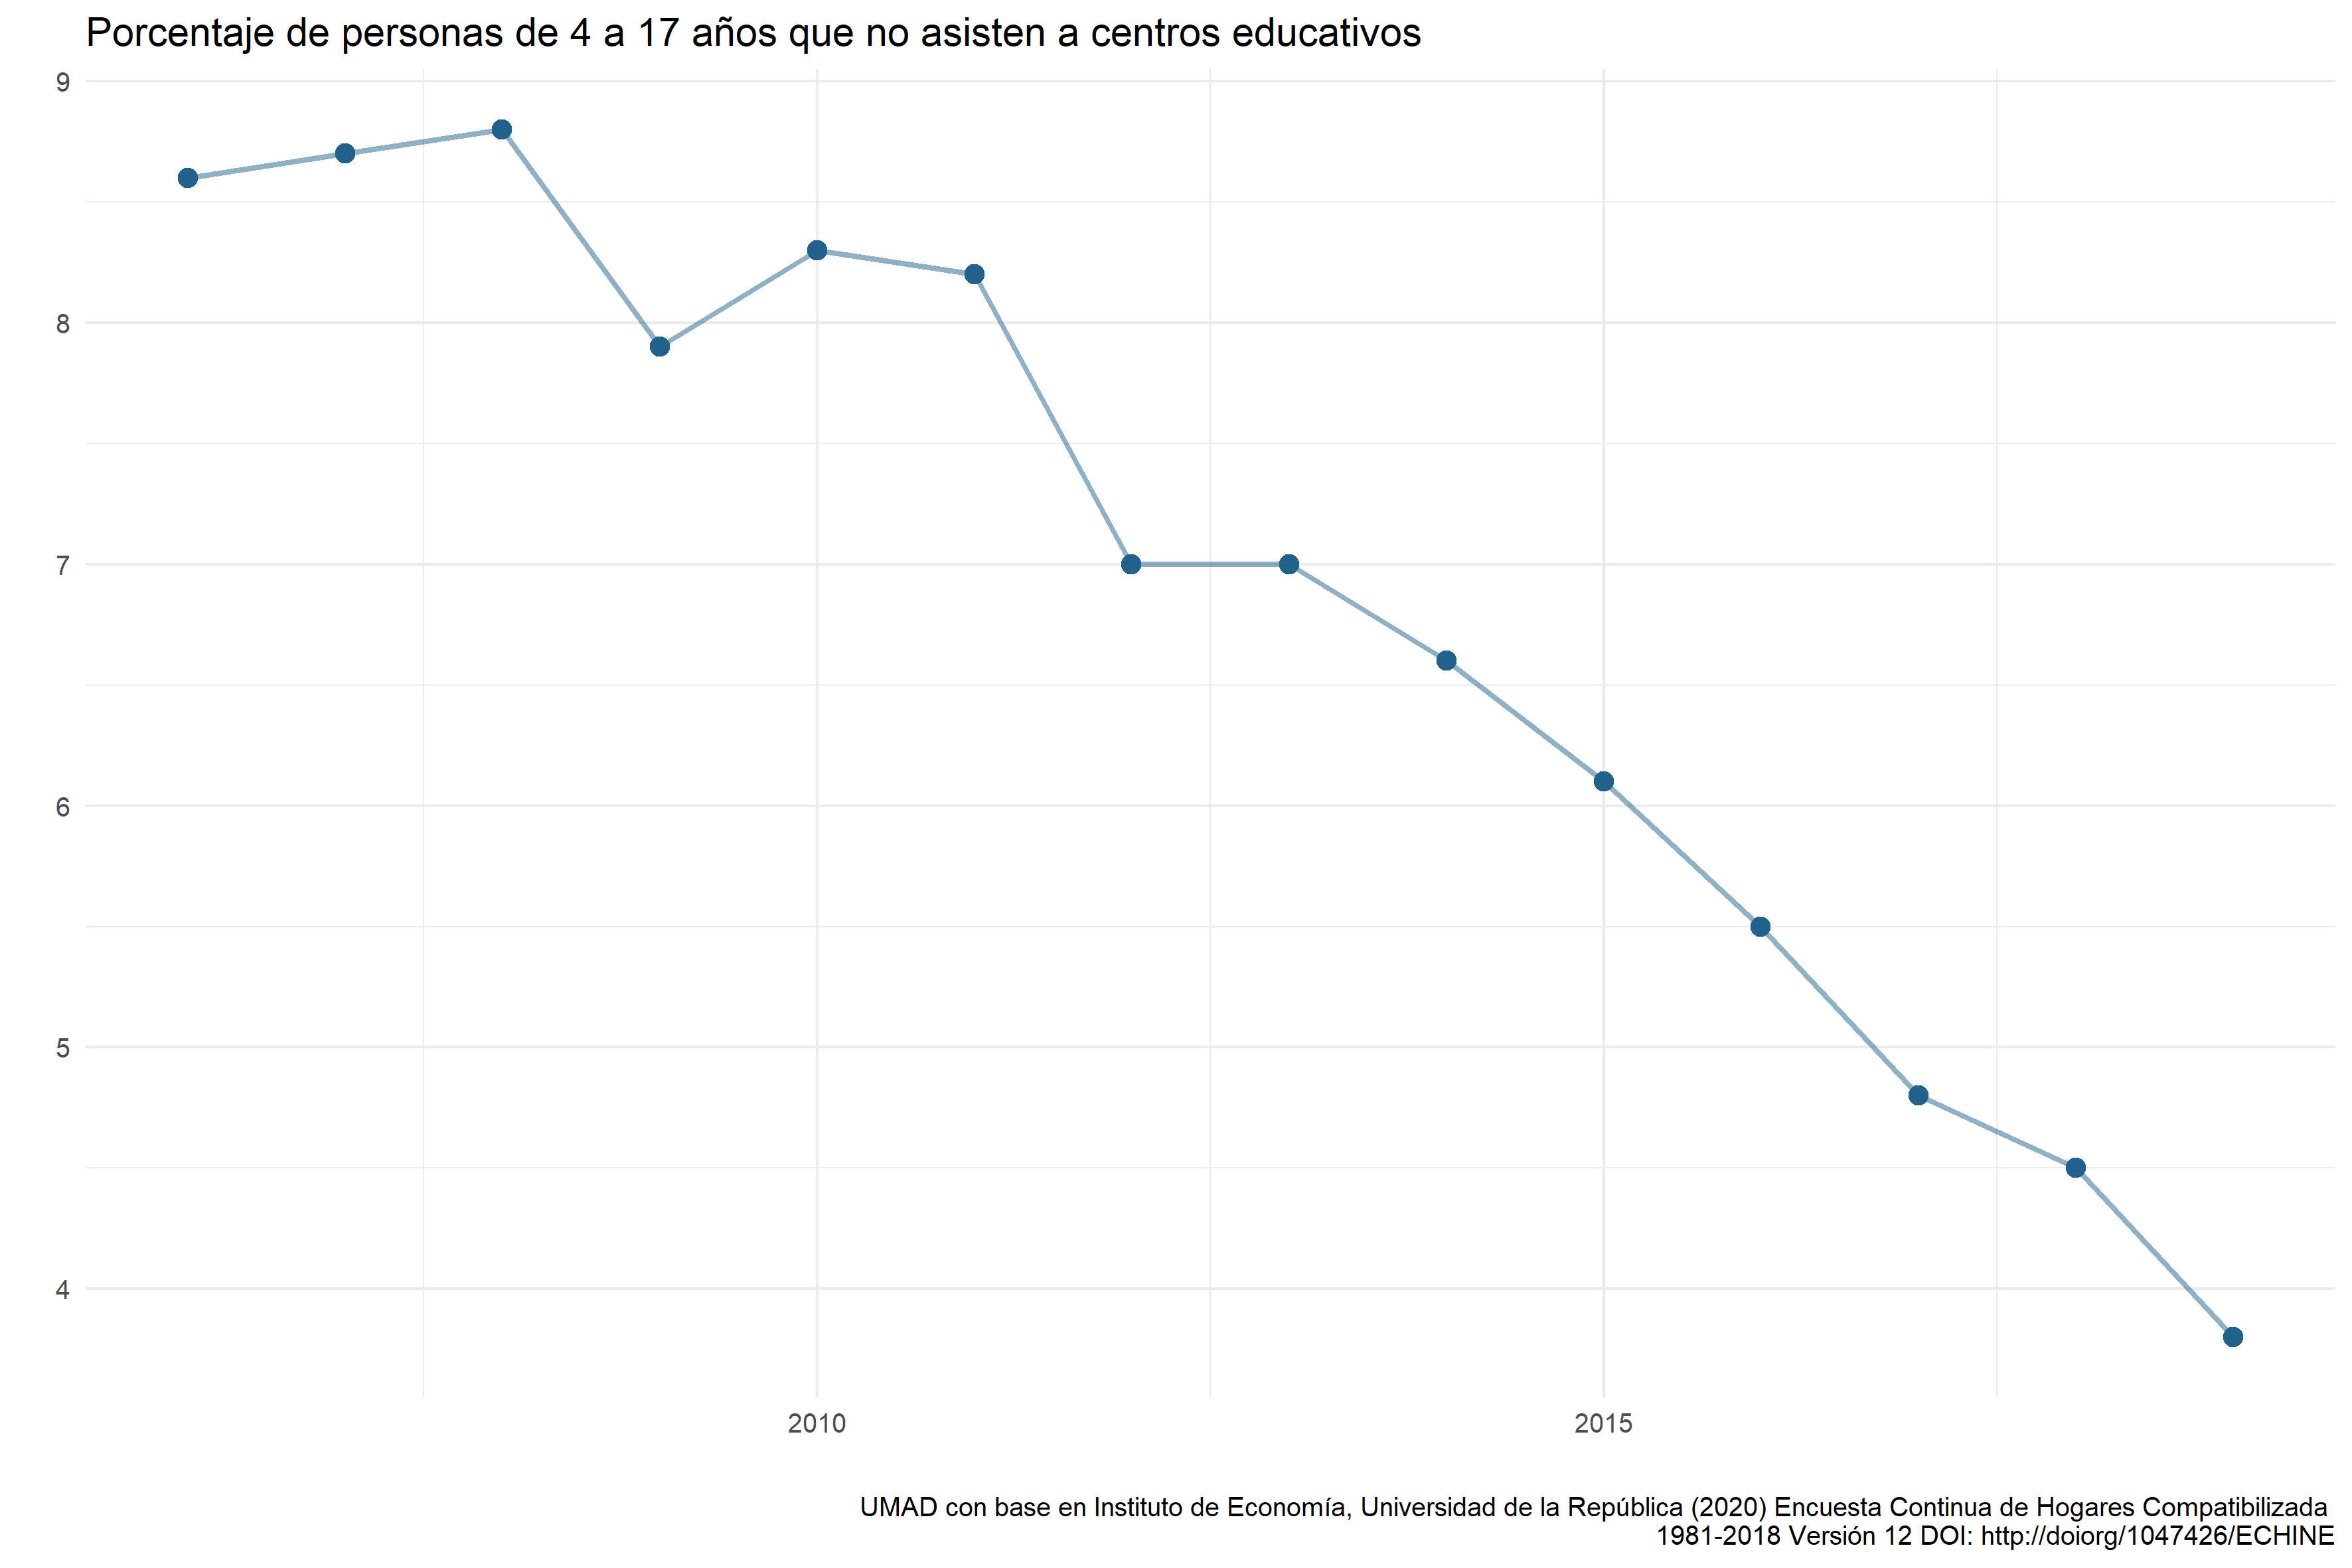 Porcentaje de personas de 4 a 17 años que no asisten a centros educativos
9
8
7
6
5
4
2010 2015
UMAD con base en Instituto de Economía, Universidad de la República (2020) Encuesta Continua de Hogares Compatibilizada
1981-2018 Versión 12 DOI: http://doiorg/1047426/ECHINE